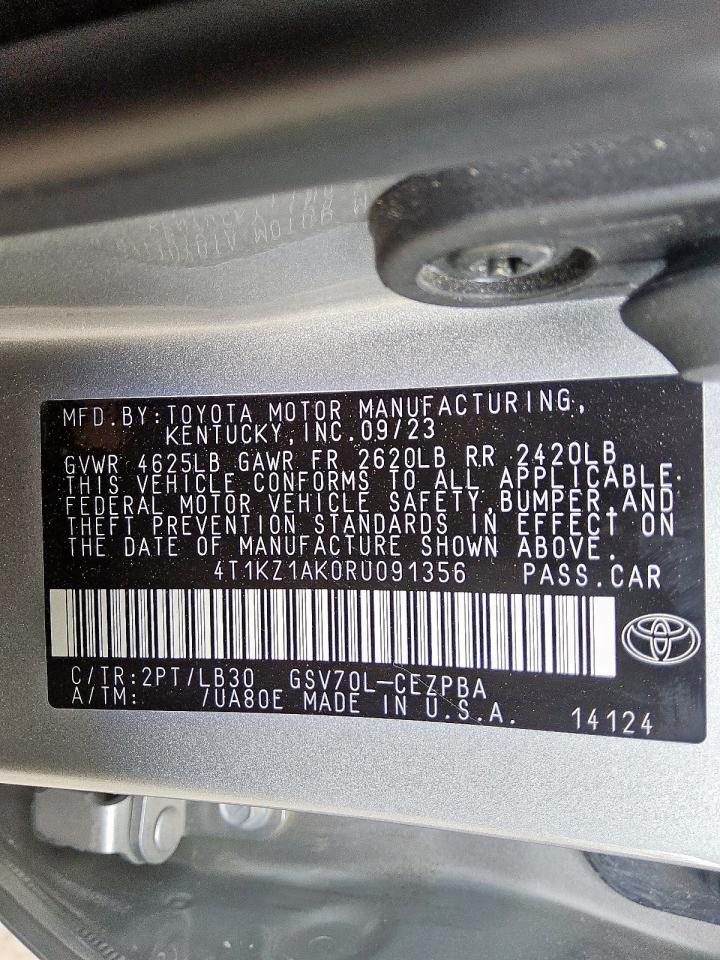 MFD.BY:TOYOTA MOTOR MANUFACTURING,
KENTUCKY,INC.09/23
GVWR 4625LB GAWR FR 2620LB RR 2420LB
THIS VEHICLE CONFORMS TO ALL APPLICABLE
FEDERAL MOTOR VEHICLE SAFETY,BUMPER,AND
THEFT PREVENTION STANDARDS IN EFFECT ON
THE DATE OF MANUFACTURE SHOWN ABOVE.
4T1KZ1AK0RU091356 PASS.CAR
C/TR:2PT/LB30 GSV70L-CEZPBA
A/TM: /UA80E MADE IN U.S.A. 14124